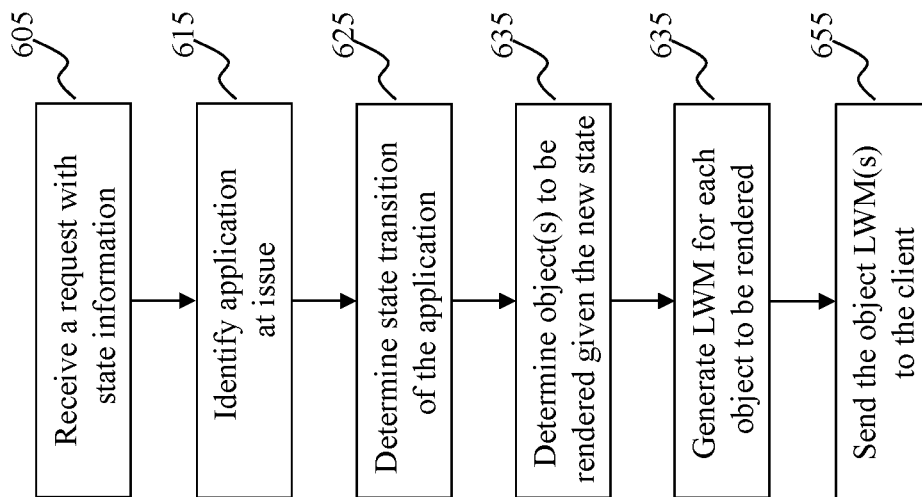 605
Receive a request with
state information
615
Identify application
at issue
625
Determine state transition
of the application
635
Determine object(s) to be
rendered given the new state
635
Generate LWM for each
object to be rendered
655
Send the object LWM(s)
to the client